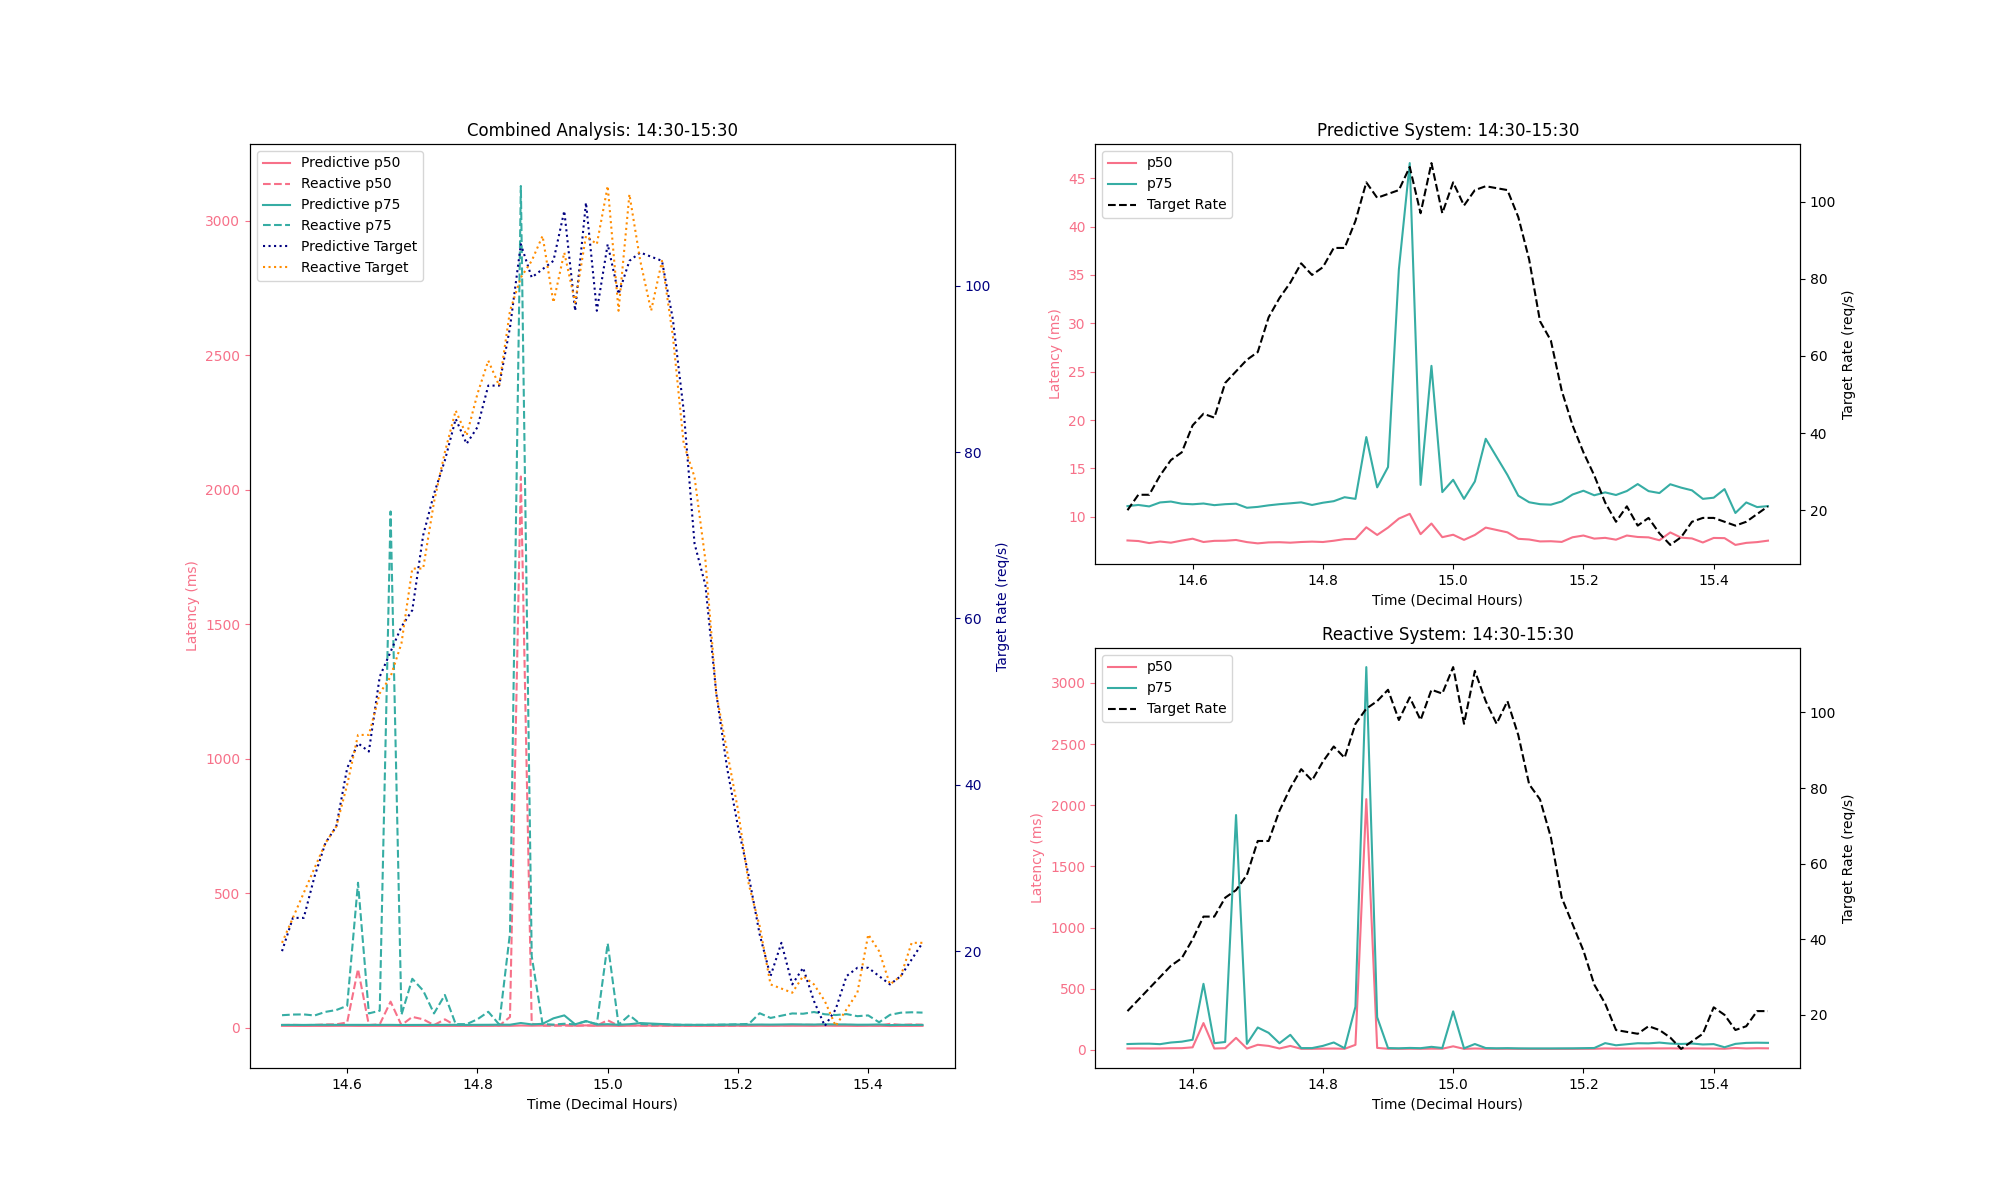 Combined Analysis: 14:30-15:30
Predictive p50
Reactive p50
Predictive p75
Reactive p75
Predictive Target
Reactive Target
3000
2500
2000
1500
1000
500
0
Latency (ms)
100
80
60
40
20
Target Rate (req/s)
14.6 14.8 15.0 15.2 15.4
Time (Decimal Hours)
Predictive System: 14:30-15:30
p50
p75
Target Rate
45
40
35
30
25
20
15
10
Latency (ms)
100
80
60
40
20
Target Rate (req/s)
14.6 14.8 15.0 15.2 15.4
Time (Decimal Hours)
Reactive System: 14:30-15:30
p50
p75
Target Rate
3000
2500
2000
1500
1000
500
0
Latency (ms)
100
80
60
40
20
Target Rate (req/s)
14.6 14.8 15.0 15.2 15.4
Time (Decimal Hours)